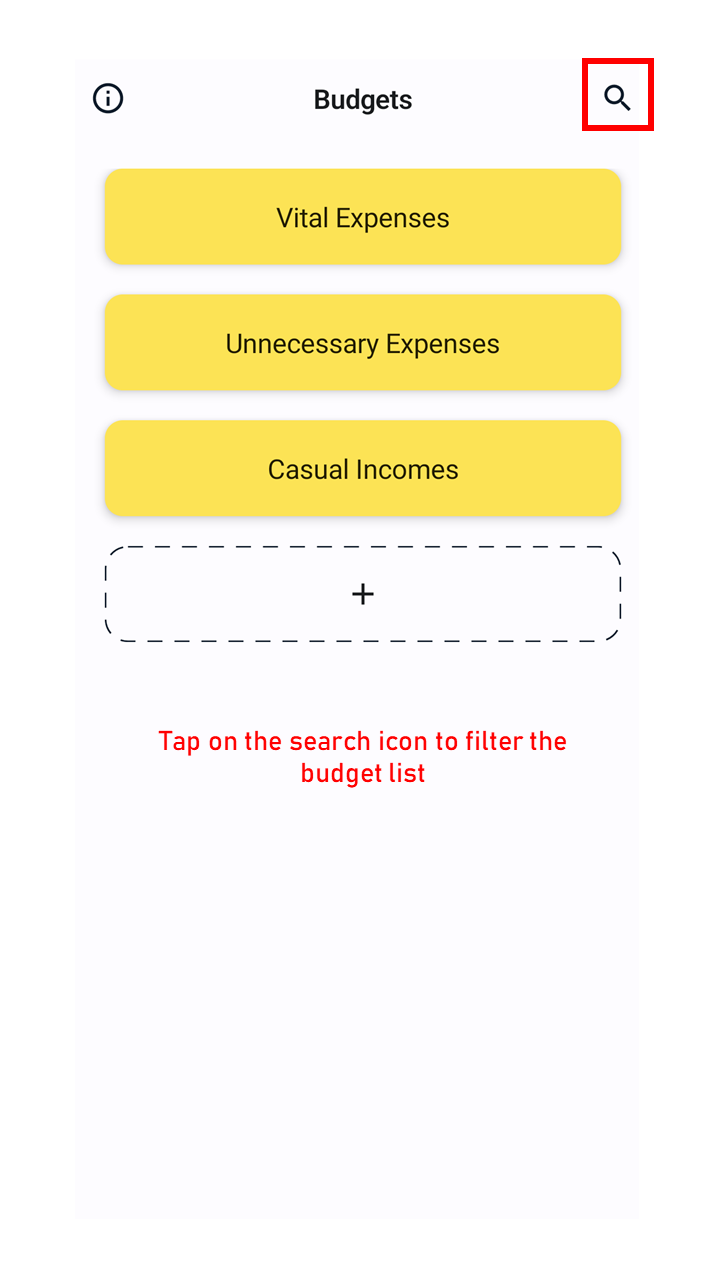 Budgets
Vital Expenses
Unnecessary Expenses
Casual Incomes
+
Tap on the search icon to filter the
budget list